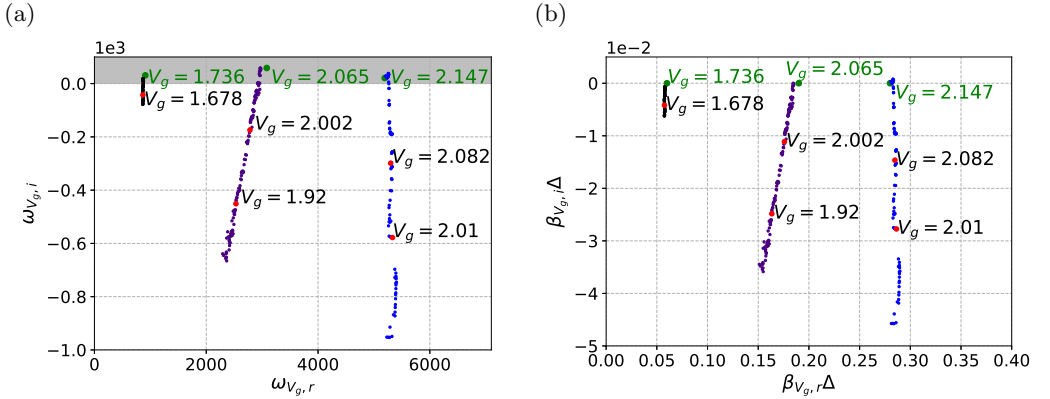 (a)
1e3
0.0
−0.2
−0.4
−0.6
−0.8
−1.0
ω_{V_g, i}
V_g = 1.736
V_g = 2.065
V_g = 2.147
V_g = 1.678
V_g = 2.002
V_g = 2.082
V_g = 1.92
V_g = 2.01
0
2000
4000
6000
ω_{V_g, r}
(b)
1e−2
0
−1
−2
−3
−4
−5
β_{V_g, i}Δ
V_g = 2.065
V_g = 1.736
V_g = 2.147
V_g = 1.678
V_g = 2.002
V_g = 2.082
V_g = 1.92
V_g = 2.01
0.00
0.05
0.10
0.15
0.20
0.25
0.30
0.35
0.40
β_{V_g, r}Δ